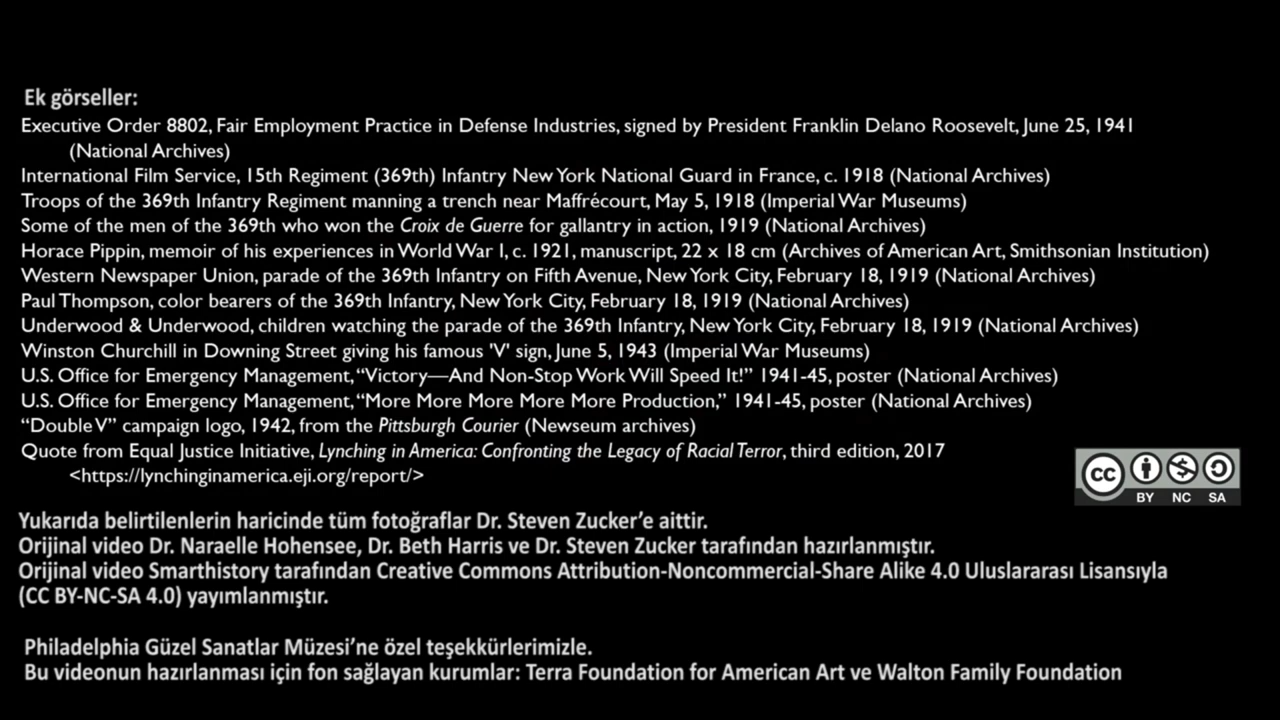 Ek görseller:
Executive Order 8802, Fair Employment Practice in Defense Industries, signed by President Franklin Delano Roosevelt, June 25, 1941
(National Archives)
International Film Service, 15th Regiment (369th) Infantry New York National Guard in France, c. 1918 (National Archives)
Troops of the 369th Infantry Regiment manning a trench near Maffrécourt, May 5, 1918 (Imperial War Museums)
Some of the men of the 369th who won the Croix de Guerre for gallantry in action, 1919 (National Archives)
Horace Pippin, memoir of his experiences in World War I, c. 1921, manuscript, 22 x 18 cm (Archives of American Art, Smithsonian Institution)
Western Newspaper Union, parade of the 369th Infantry on Fifth Avenue, New York City, February 18, 1919 (National Archives)
Paul Thompson, color bearers of the 369th Infantry, New York City, February 18, 1919 (National Archives)
Underwood & Underwood, children watching the parade of the 369th Infantry, New York City, February 18, 1919 (National Archives)
Winston Churchill in Downing Street giving his famous 'V' sign, June 5, 1943 (Imperial War Museums)
U.S. Office for Emergency Management, “Victory—And Non-Stop Work Will Speed It!” 1941-45, poster (National Archives)
U.S. Office for Emergency Management, “More More More More More Production,” 1941-45, poster (National Archives)
“Double V” campaign logo, 1942, from the Pittsburgh Courier (Newseum archives)
Quote from Equal Justice Initiative, Lynching in America: Confronting the Legacy of Racial Terror, third edition, 2017
<https://lynchinginamerica.eji.org/report/>
cc
BY NC SA
Yukarıda belirtilenlerin haricinde tüm fotoğraflar Dr. Steven Zucker’e aittir.
Orijinal video Dr. Naraelle Hohensee, Dr. Beth Harris ve Dr. Steven Zucker tarafından hazırlanmıştır.
Orijinal video Smarthistory tarafından Creative Commons Attribution-Noncommercial-Share Alike 4.0 Uluslararası Lisansıyla
(CC BY-NC-SA 4.0) yayımlanmıştır.
Philadelphia Güzel Sanatlar Müzesi’ne özel teşekkürlerimizle.
Bu videonun hazırlanması için fon sağlayan kurumlar: Terra Foundation for American Art ve Walton Family Foundation